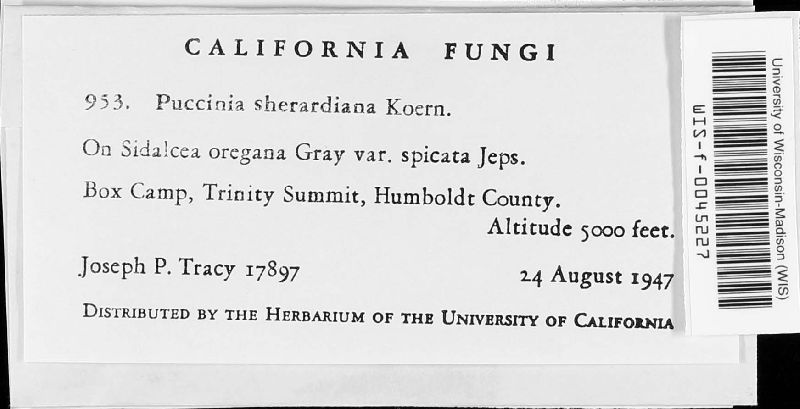 CALIFORNIA FUNGI
953. Puccinia sherardiana Koern.
On Sidalcea oregana Gray var. spicata Jeps.
Box Camp, Trinity Summit, Humboldt County.
Altitude 5000 feet.
Joseph P. Tracy 17897
24 August 1947
DISTRIBUTED BY THE HERBARIUM OF THE UNIVERSITY OF CALIFORNIA
University of Wisconsin-Madison (WIS)
WIS-f-0045227